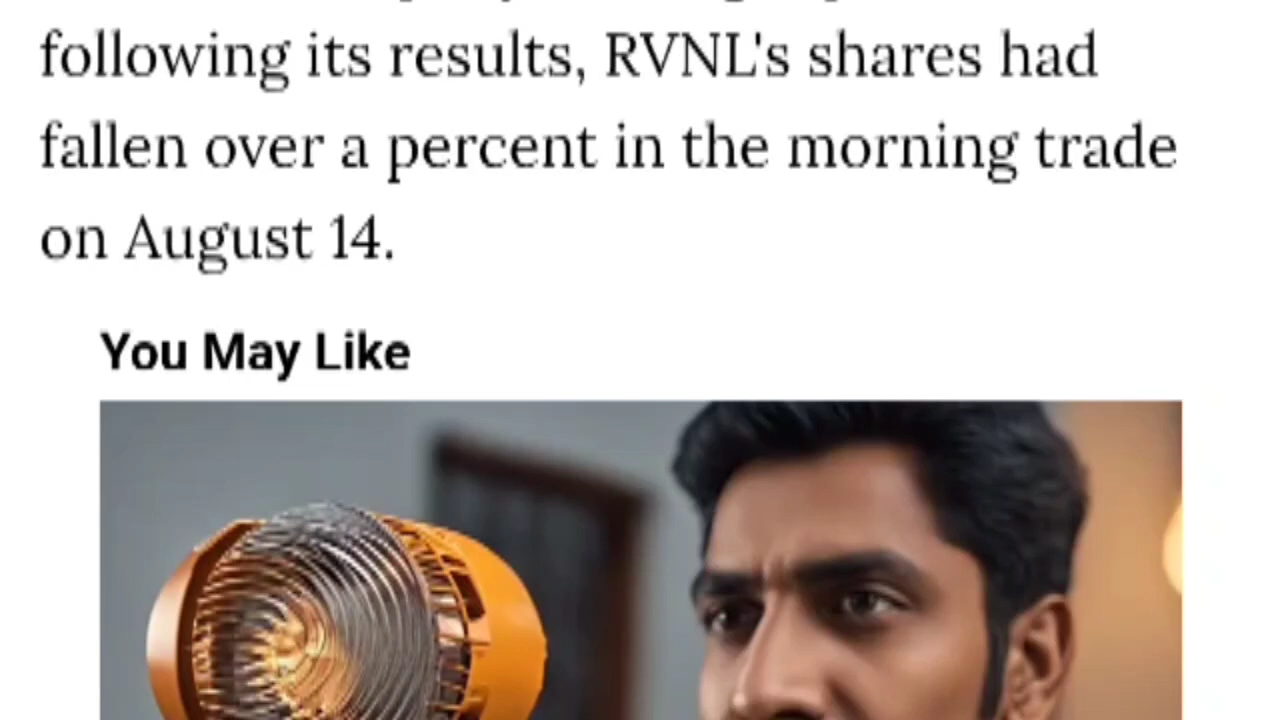 following its results, RVNL's shares had
fallen over a percent in the morning trade
on August 14.
You May Like